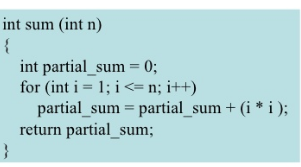 int sum (int n)
{
int partial_sum = 0;
for (int i = 1; i <= n; i++)
partial_sum = partial_sum + (i * i );
return partial_sum;
}